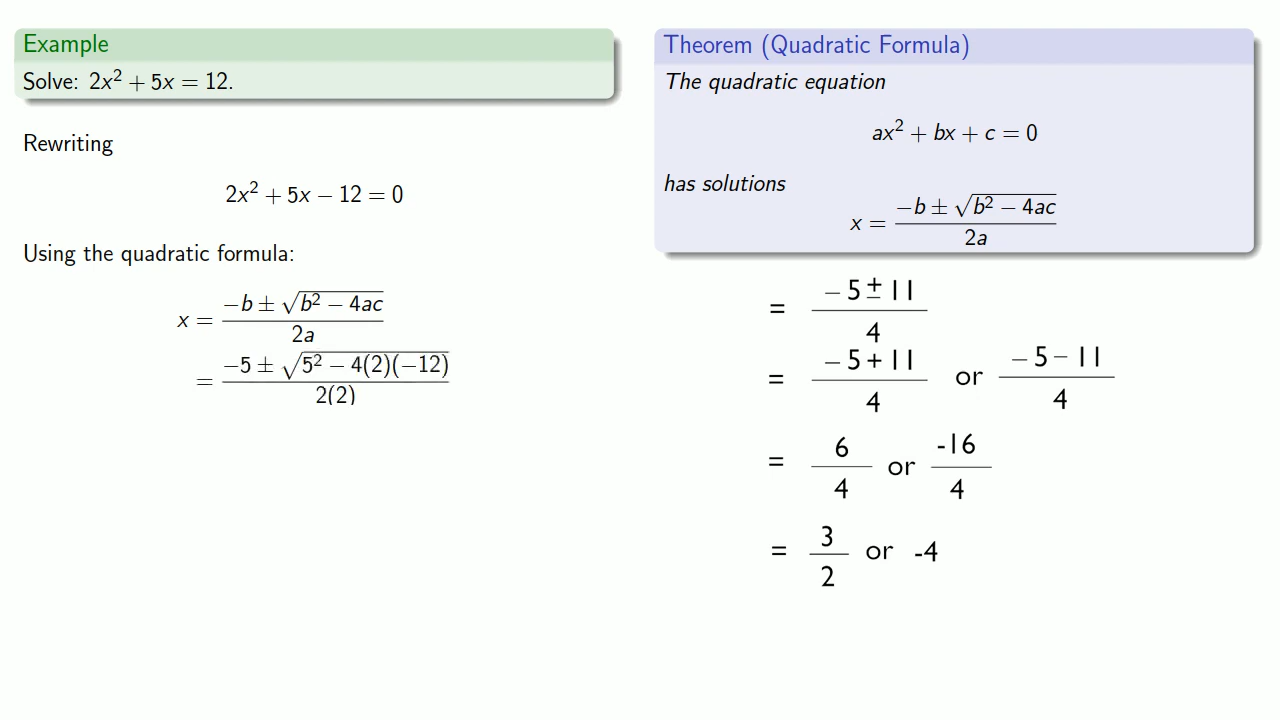 Example
Solve: 2x² + 5x = 12.
Rewriting
2x² + 5x − 12 = 0
Using the quadratic formula:
x = (−b ± √(b² − 4ac)) / 2a
= (−5 ± √(5² − 4(2)(−12))) / 2(2)
Theorem (Quadratic Formula)
The quadratic equation
ax² + bx + c = 0
has solutions
x = (−b ± √(b² − 4ac)) / 2a
= (−5 ± 11) / 4
= (−5 + 11) / 4 or (−5 − 11) / 4
= 6/4 or -16/4
= 3/2 or -4